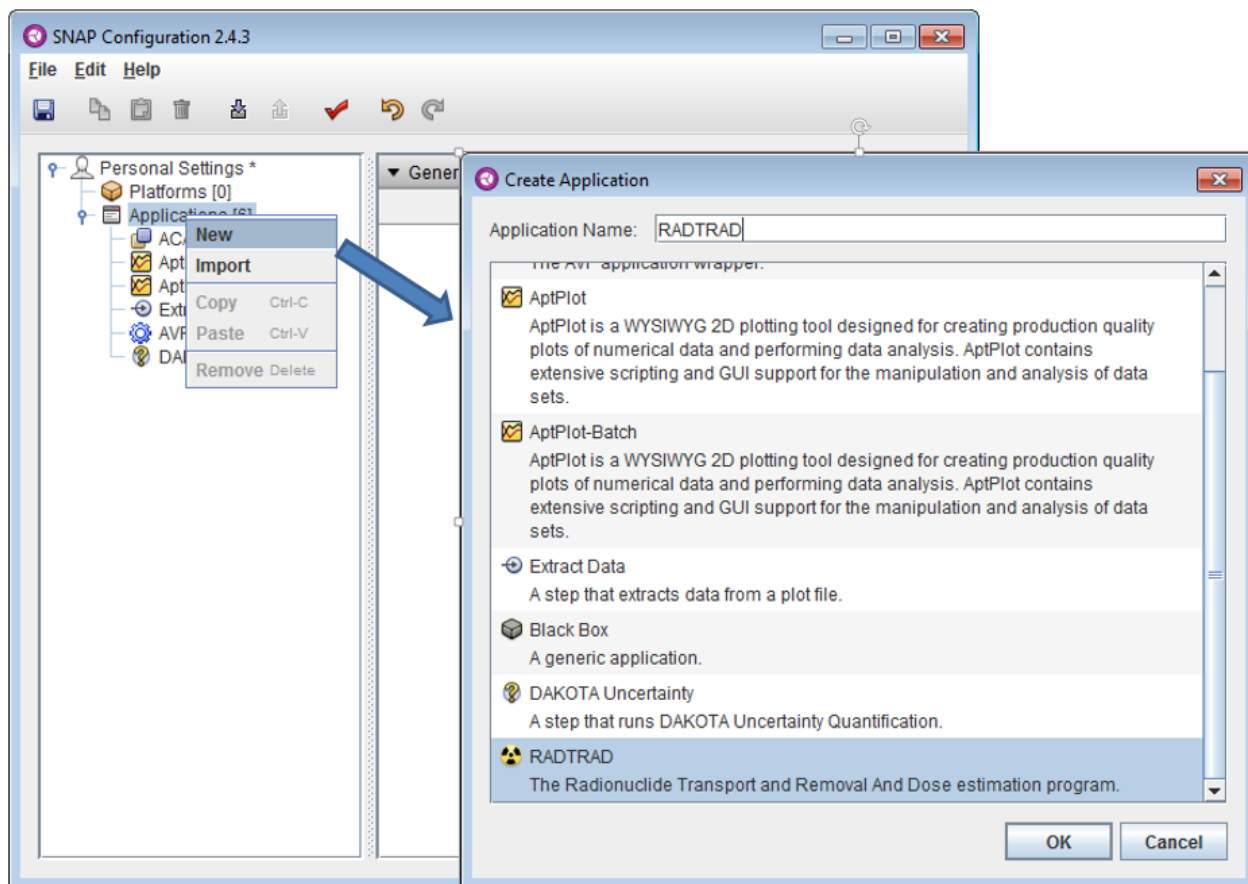 SNAP Configuration 2.4.3
File Edit Help
Personal Settings *
Platforms [0]
Applications [6]
New
Import
Copy Ctrl-C
Paste Ctrl-V
Remove Delete
Create Application
Application Name: RADTRAD
The AVF application wrapper.
AptPlot
AptPlot is a WYSIWYG 2D plotting tool designed for creating production quality
plots of numerical data and performing data analysis. AptPlot contains
extensive scripting and GUI support for the manipulation and analysis of data
sets.
AptPlot-Batch
AptPlot is a WYSIWYG 2D plotting tool designed for creating production quality
plots of numerical data and performing data analysis. AptPlot contains
extensive scripting and GUI support for the manipulation and analysis of data
sets.
Extract Data
A step that extracts data from a plot file.
Black Box
A generic application.
DAKOTA Uncertainty
A step that runs DAKOTA Uncertainty Quantification.
RADTRAD
The Radionuclide Transport and Removal And Dose estimation program.
OK Cancel